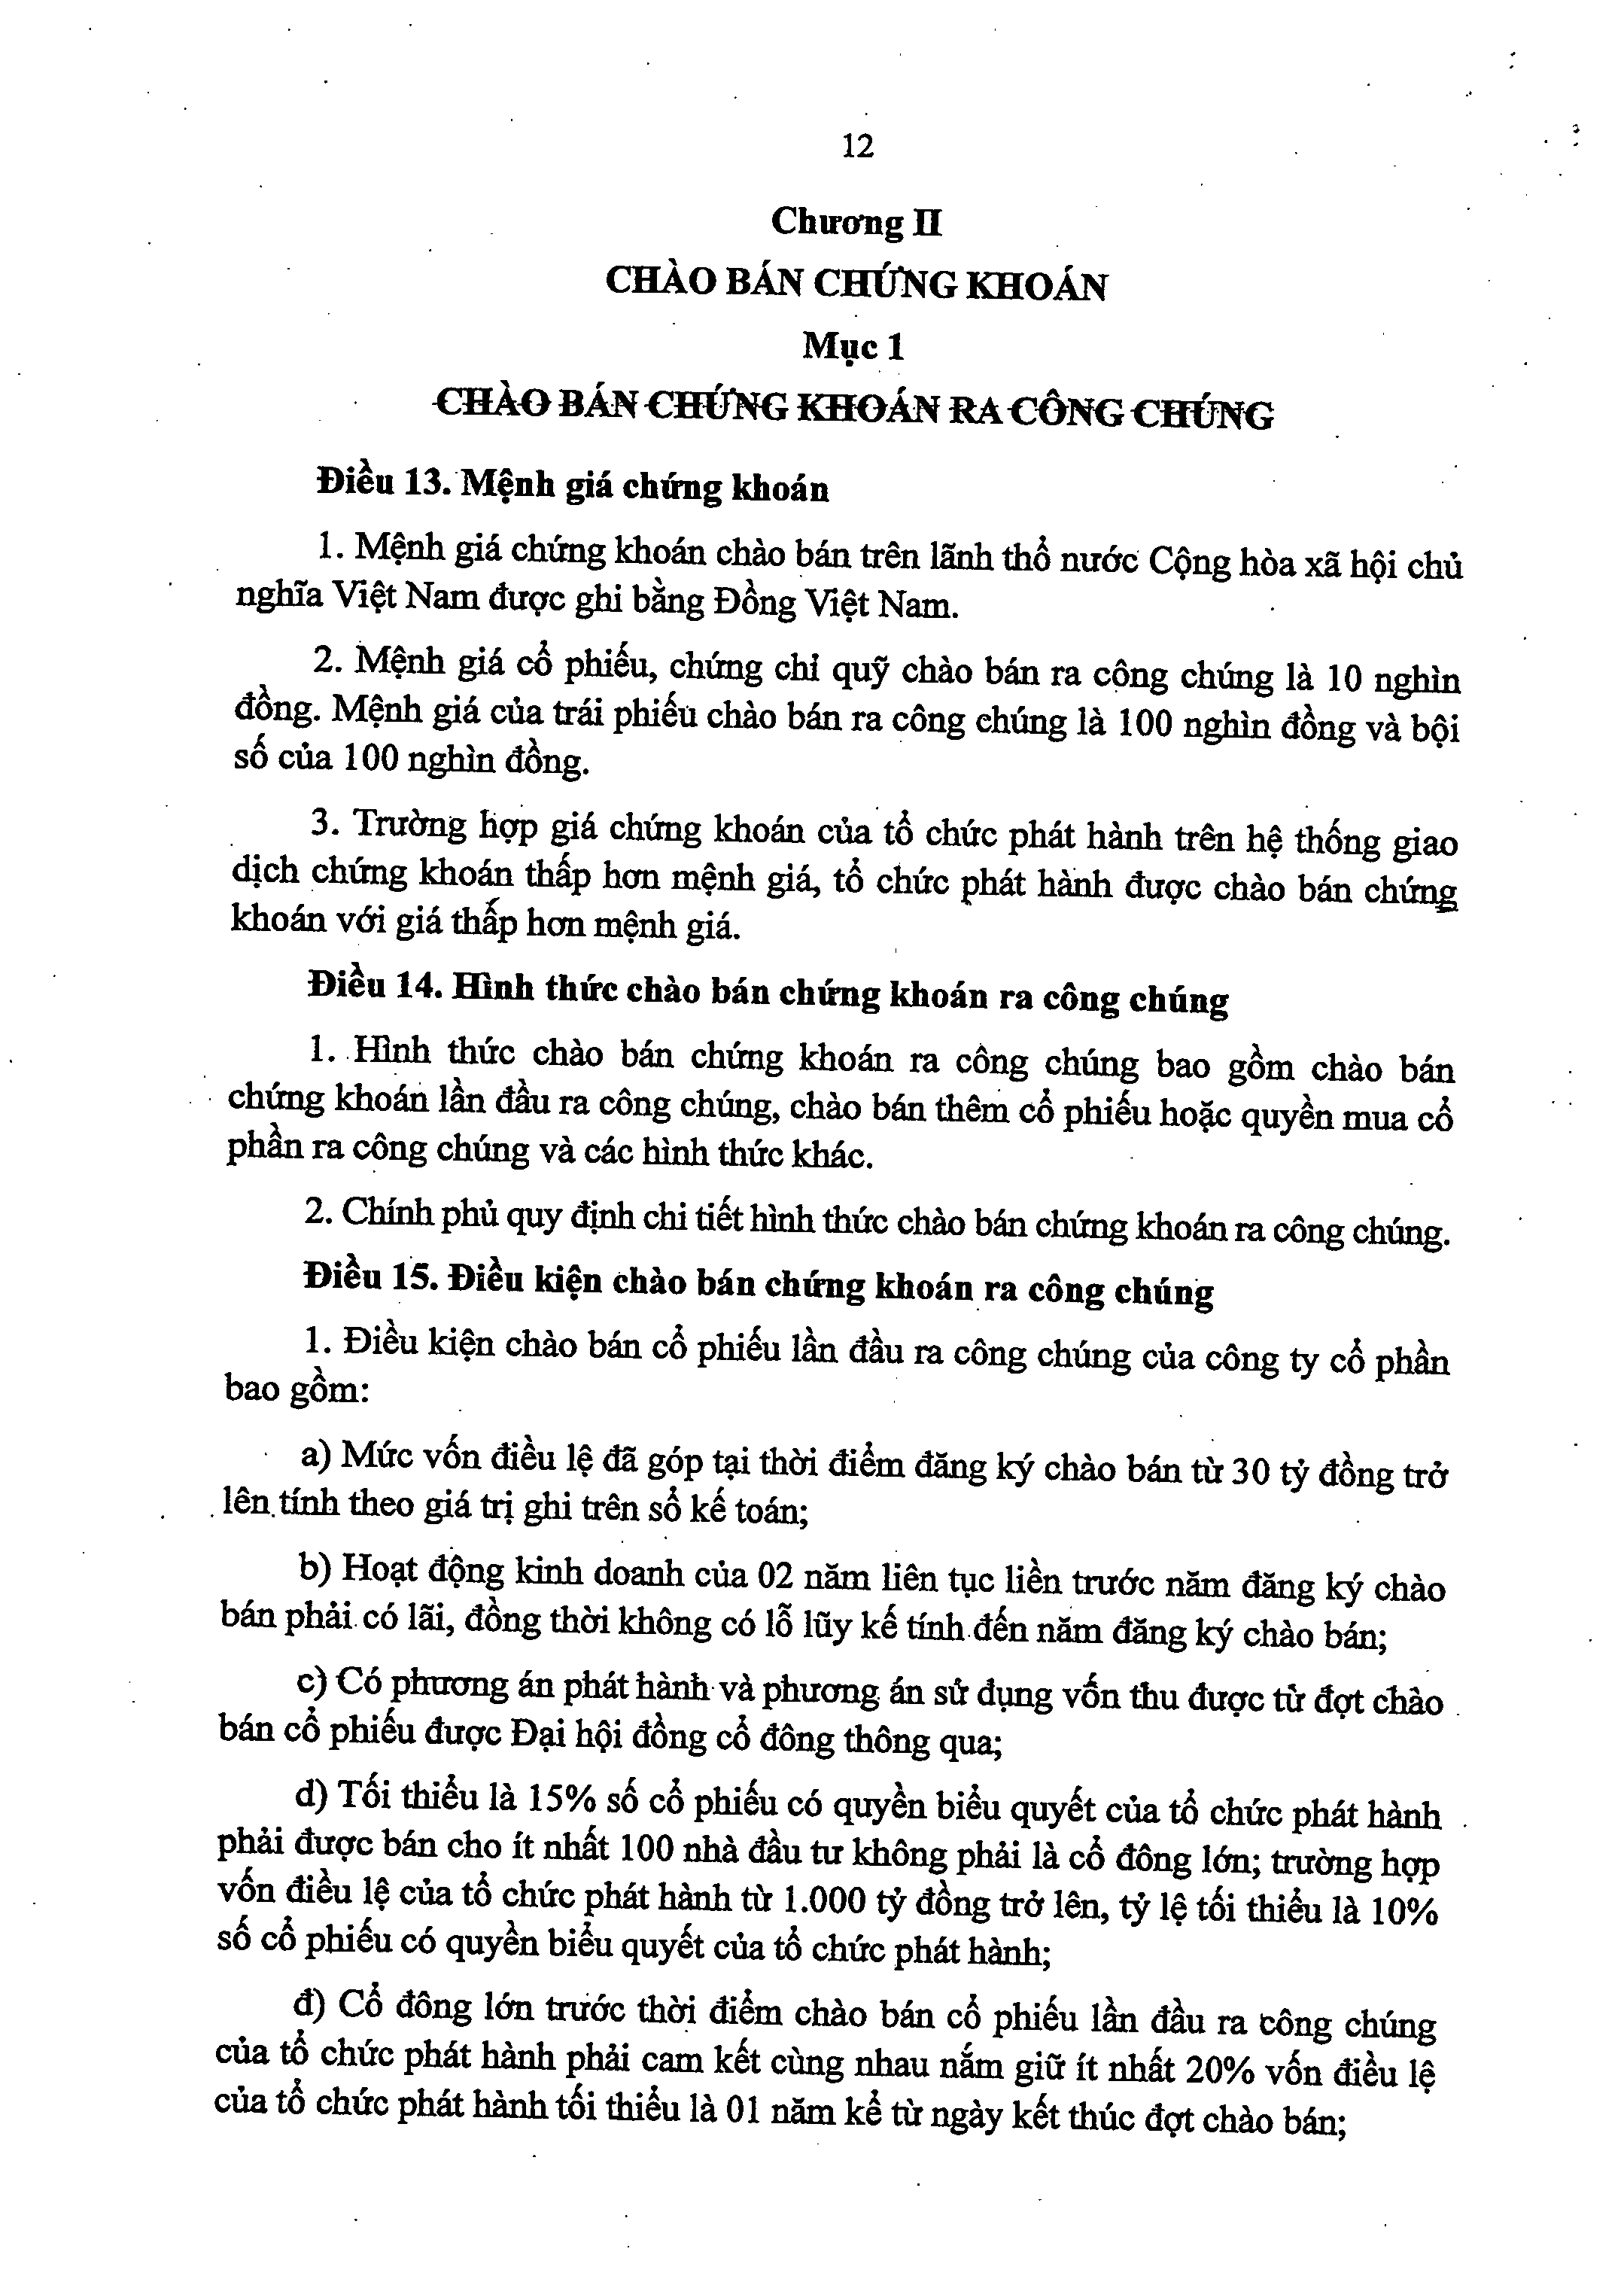 12
Chương II
CHÀO BÁN CHỨNG KHOÁN
Mục 1
CHÀO BÁN CHỨNG KHOÁN RA CÔNG CHÚNG
Điều 13. Mệnh giá chứng khoán
1. Mệnh giá chứng khoán chào bán trên lãnh thổ nước Cộng hòa xã hội chủ
nghĩa Việt Nam được ghi bằng Đồng Việt Nam.
2. Mệnh giá cổ phiếu, chứng chỉ quỹ chào bán ra công chúng là 10 nghìn
đồng. Mệnh giá của trái phiếu chào bán ra công chúng là 100 nghìn đồng và bội
số của 100 nghìn đồng.
3. Trường hợp giá chứng khoán của tổ chức phát hành trên hệ thống giao
dịch chứng khoán thấp hơn mệnh giá, tổ chức phát hành được chào bán chứng
khoán với giá thấp hơn mệnh giá.
Điều 14. Hình thức chào bán chứng khoán ra công chúng
1. Hình thức chào bán chứng khoán ra công chúng bao gồm chào bán
chứng khoán lần đầu ra công chúng, chào bán thêm cổ phiếu hoặc quyền mua cổ
phần ra công chúng và các hình thức khác.
2. Chính phủ quy định chi tiết hình thức chào bán chứng khoán ra công chúng.
Điều 15. Điều kiện chào bán chứng khoán ra công chúng
1. Điều kiện chào bán cổ phiếu lần đầu ra công chúng của công ty cổ phần
bao gồm:
a) Mức vốn điều lệ đã góp tại thời điểm đăng ký chào bán từ 30 tỷ đồng trở
lên tính theo giá trị ghi trên sổ kế toán;
b) Hoạt động kinh doanh của 02 năm liên tục liền trước năm đăng ký chào
bán phải có lãi, đồng thời không có lỗ lũy kế tính đến năm đăng ký chào bán;
c) Có phương án phát hành và phương án sử dụng vốn thu được từ đợt chào
bán cổ phiếu được Đại hội đồng cổ đông thông qua;
d) Tối thiểu là 15% số cổ phiếu có quyền biểu quyết của tổ chức phát hành
phải được bán cho ít nhất 100 nhà đầu tư không phải là cổ đông lớn; trường hợp
vốn điều lệ của tổ chức phát hành từ 1.000 tỷ đồng trở lên, tỷ lệ tối thiểu là 10%
số cổ phiếu có quyền biểu quyết của tổ chức phát hành;
đ) Cổ đông lớn trước thời điểm chào bán cổ phiếu lần đầu ra công chúng
của tổ chức phát hành phải cam kết cùng nhau nắm giữ ít nhất 20% vốn điều lệ
của tổ chức phát hành tối thiểu là 01 năm kể từ ngày kết thúc đợt chào bán;